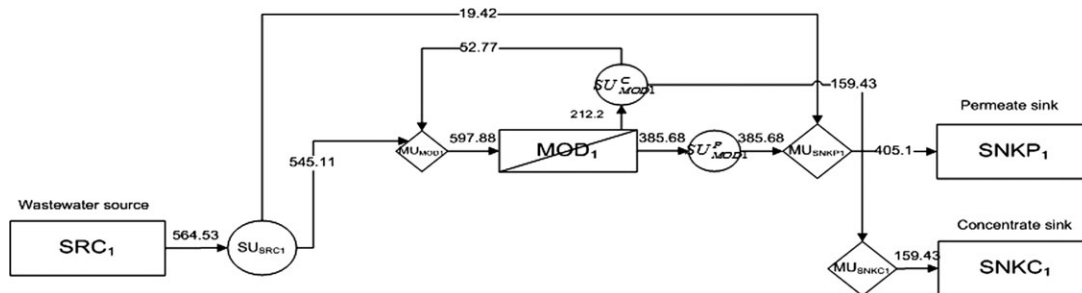 19.42
52.77
SU^C_MOD1
159.43
212.2
Permeate sink
MU_MOD1
597.88
MOD₁
385.68
SU^P_MOD1
385.68
MU_SNKP1
405.1
SNKP₁
545.11
Wastewater source
Concentrate sink
SRC₁
564.53
SU_SRC1
MU_SNKC1
159.43
SNKC₁